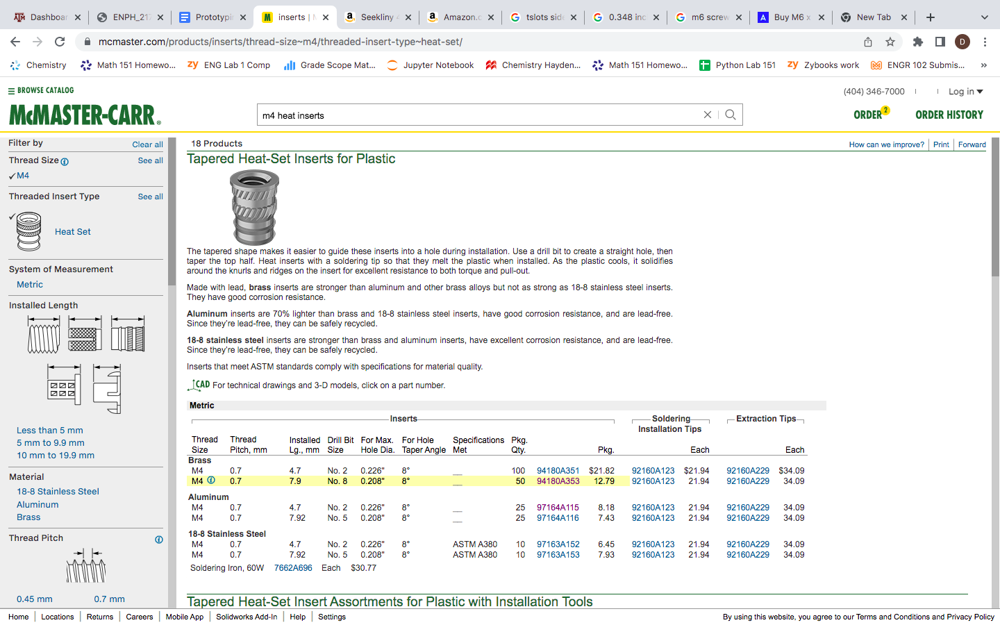 Dashboar
ENPH_217
Prototypi
inserts | M
Seekliny 4
Amazon.c
tslots side
0.348 inc
m6 screw
Buy M6 x
New Tab
mcmaster.com/products/inserts/thread-size~m4/threaded-insert-type~heat-set/
D
Chemistry
Math 151 Homewo...
ENG Lab 1 Comp
Grade Scope Mat...
Jupyter Notebook
Chemistry Hayden...
Math 151 Homewo...
Python Lab 151
Zybooks work
ENGR 102 Submis...
»
BROWSE CATALOG
(404) 346-7000
Log in
McMASTER-CARR®
m4 heat inserts
ORDER 2
ORDER HISTORY
Filter by
Clear all
Thread Size
See all
M4
Threaded Insert Type
See all
Heat Set
System of Measurement
Metric
Installed Length
Less than 5 mm
5 mm to 9.9 mm
10 mm to 19.9 mm
Material
18-8 Stainless Steel
Aluminum
Brass
Thread Pitch
0.45 mm 0.7 mm
18 Products
How can we improve? Print Forward
Tapered Heat-Set Inserts for Plastic
The tapered shape makes it easier to guide these inserts into a hole during installation. Use a drill bit to create a straight hole, then
taper the top half. Heat inserts with a soldering tip so that they melt the plastic when installed. As the plastic cools, it solidifies
around the knurls and ridges on the insert for excellent resistance to both torque and pull-out.
Made with lead, brass inserts are stronger than aluminum and other brass alloys but not as strong as 18-8 stainless steel inserts.
They have good corrosion resistance.
Aluminum inserts are 70% lighter than brass and 18-8 stainless steel inserts, have good corrosion resistance, and are lead-free.
Since they're lead-free, they can be safely recycled.
18-8 stainless steel inserts are stronger than brass and aluminum inserts, have excellent corrosion resistance, and are lead-free.
Since they're lead-free, they can be safely recycled.
Inserts that meet ASTM standards comply with specifications for material quality.
CAD For technical drawings and 3-D models, click on a part number.
Metric
Inserts Soldering Extraction Tips
Installation Tips
Thread Thread Installed Drill Bit For Max. For Hole Specifications Pkg.
Size Pitch, mm Lg., mm Size Hole Dia. Taper Angle Met Qty. Pkg. Each Each
Brass
M4 0.7 4.7 No. 2 0.226" 8° __ 100 94180A351 $21.82 92160A123 $21.94 92160A229 $34.09
M4 0.7 7.9 No. 8 0.208" 8° __ 50 94180A353 12.79 92160A123 21.94 92160A229 34.09
Aluminum
M4 0.7 4.7 No. 2 0.226" 8° __ 25 97164A115 8.18 92160A123 21.94 92160A229 34.09
M4 0.7 7.92 No. 5 0.208" 8° __ 25 97164A116 7.43 92160A123 21.94 92160A229 34.09
18-8 Stainless Steel
M4 0.7 4.7 No. 2 0.226" 8° ASTM A380 10 97163A152 6.45 92160A123 21.94 92160A229 34.09
M4 0.7 7.92 No. 5 0.208" 8° ASTM A380 10 97163A153 7.93 92160A123 21.94 92160A229 34.09
Soldering Iron, 60W 7662A696 Each $30.77
Tapered Heat-Set Insert Assortments for Plastic with Installation Tools
Home Locations Returns Careers Mobile App Solidworks Add-In Help Settings
By using this website, you agree to our Terms and Conditions and Privacy Policy